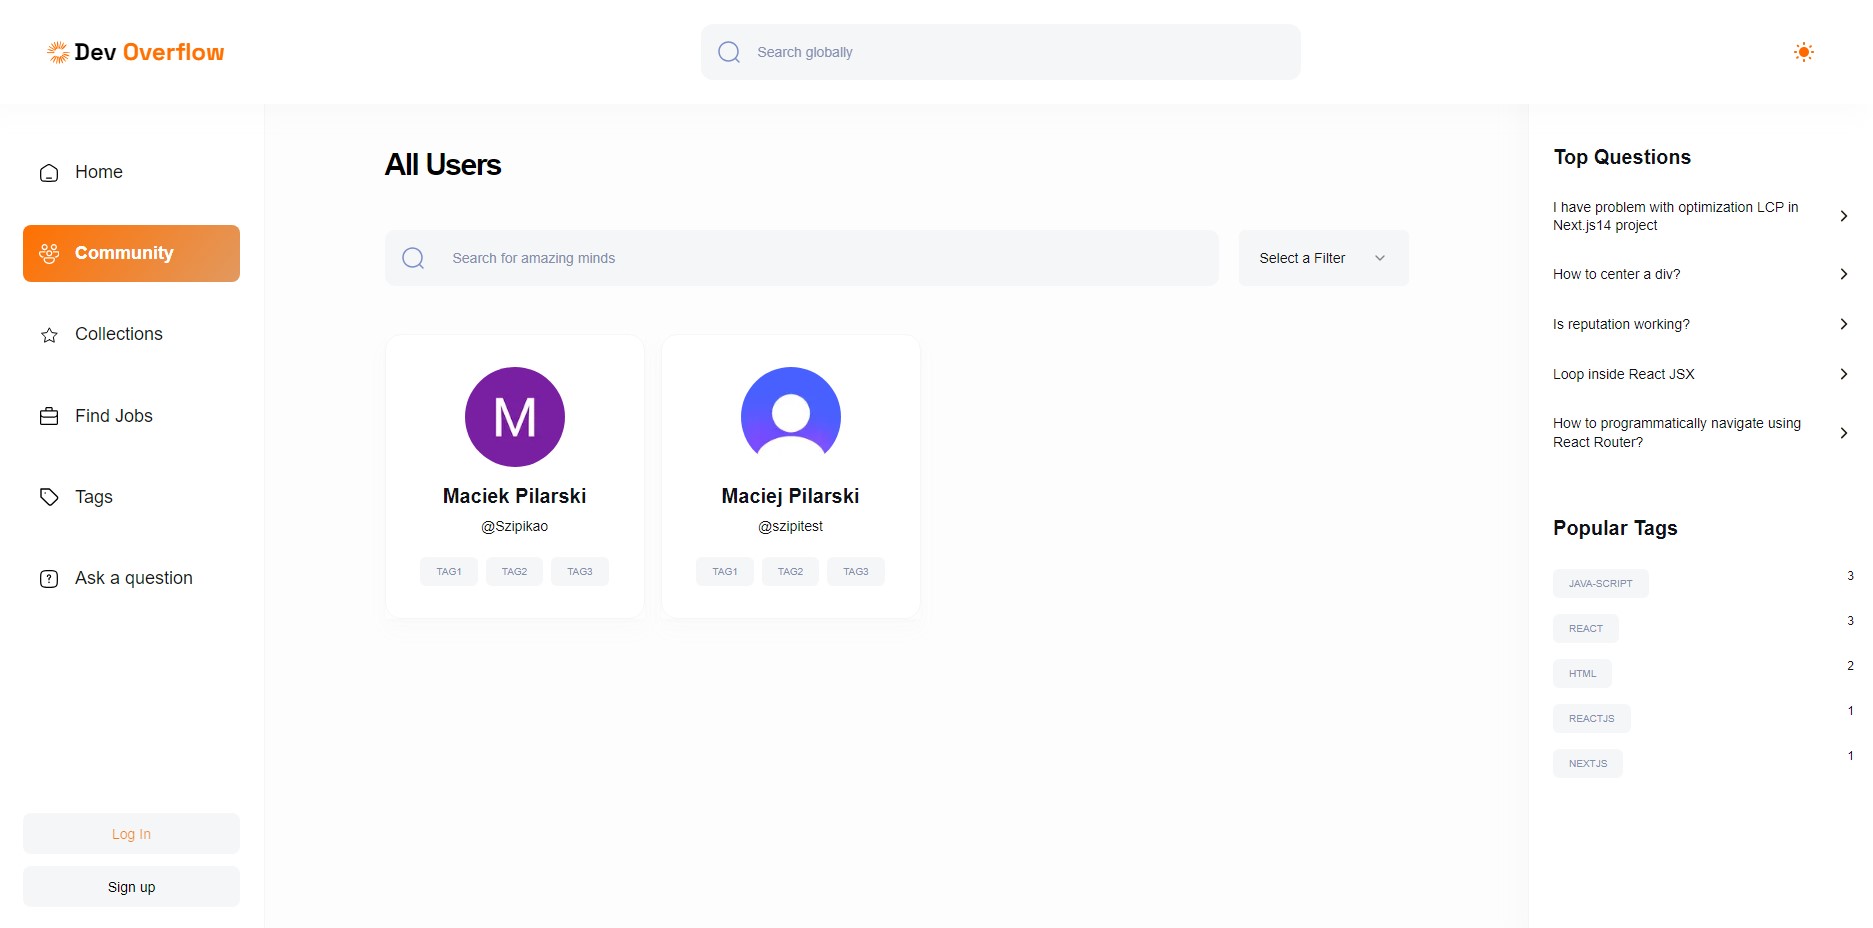 Dev Overflow
Search globally
Home
Community
Collections
Find Jobs
Tags
Ask a question
Log In
Sign up
All Users
Search for amazing minds
Select a Filter
M
Maciek Pilarski
@Szipikao
TAG1 TAG2 TAG3
Maciej Pilarski
@szipitest
TAG1 TAG2 TAG3
Top Questions
I have problem with optimization LCP in
Next.js14 project
How to center a div?
Is reputation working?
Loop inside React JSX
How to programmatically navigate using
React Router?
Popular Tags
JAVA-SCRIPT 3
REACT 3
HTML 2
REACTJS 1
NEXTJS 1